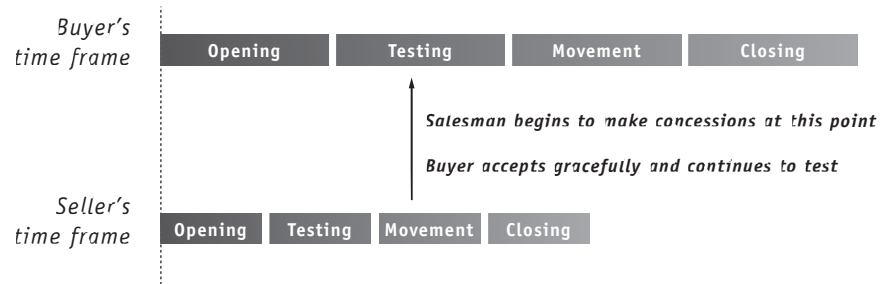 Buyer's
time frame
Opening Testing Movement Closing
Salesman begins to make concessions at this point
Buyer accepts gracefully and continues to test
Seller's
time frame
Opening Testing Movement Closing